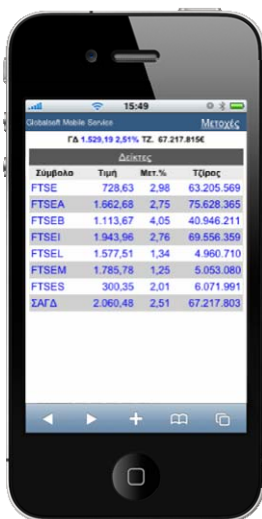 15:49
Globalsoft Mobile Service Μετοχές
ΓΔ 1.529,19 2,51% ΤΖ. 67.217.815€
Δείκτες
Σύμβολο Τιμή Μετ.% Τζίρος
FTSE 728,63 2,98 63.205.569
FTSEA 1.662,68 2,75 75.628.365
FTSEB 1.113,67 4,05 40.946.211
FTSEI 1.943,96 2,76 69.556.359
FTSEL 1.577,51 1,34 4.960.710
FTSEM 1.785,78 1,25 5.053.080
FTSES 300,35 2,01 6.071.991
ΣΑΓΔ 2.060,48 2,51 67.217.803